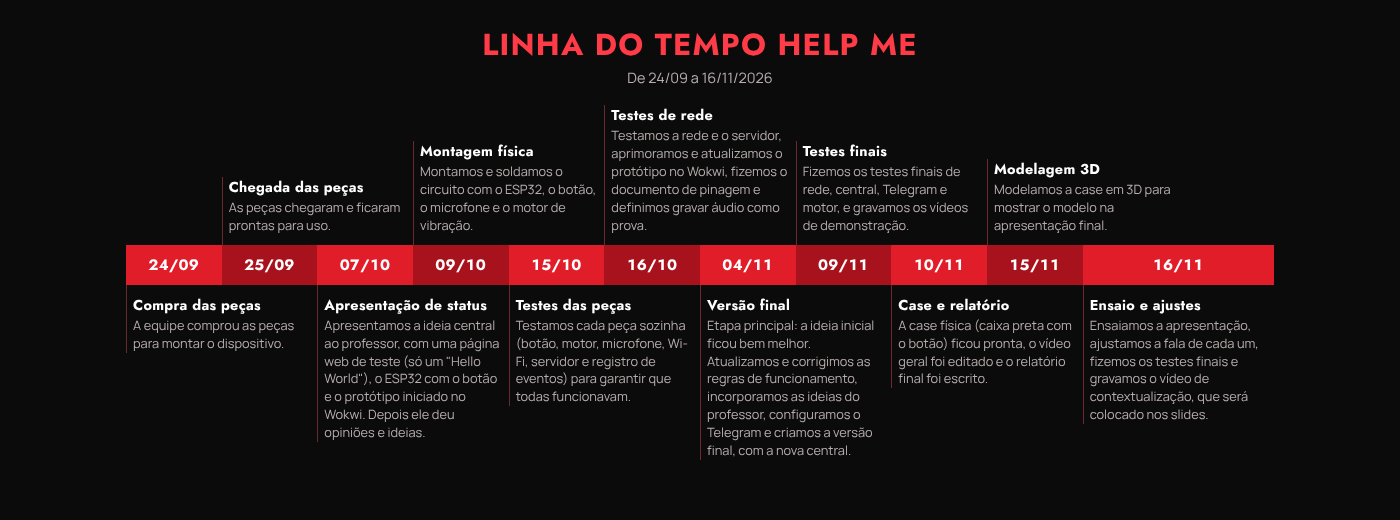 LINHA DO TEMPO HELP ME
De 24/09 a 16/11/2026
Testes de rede
Testamos a rede e o servidor,
aprimoramos e atualizamos o
protótipo no Wokwi, fizemos o
documento de pinagem e
definimos gravar áudio como
prova.
Montagem física
Montamos e soldamos o
circuito com o ESP32, o botão,
o microfone e o motor de
vibração.
Testes finais
Fizemos os testes finais de
rede, central, Telegram e
motor, e gravamos os vídeos
de demonstração.
Modelagem 3D
Modelamos a case em 3D para
mostrar o modelo na
apresentação final.
Chegada das peças
As peças chegaram e ficaram
prontas para uso.
24/09 25/09 07/10 09/10 15/10 16/10 04/11 09/11 10/11 15/11 16/11
Compra das peças
A equipe comprou as peças
para montar o dispositivo.
Apresentação de status
Apresentamos a ideia central
ao professor, com uma página
web de teste (só um "Hello
World"), o ESP32 com o botão
e o protótipo iniciado no
Wokwi. Depois ele deu
opiniões e ideias.
Testes das peças
Testamos cada peça sozinha
(botão, motor, microfone, Wi-
Fi, servidor e registro de
eventos) para garantir que
todas funcionavam.
Versão final
Etapa principal: a ideia inicial
ficou bem melhor.
Atualizamos e corrigimos as
regras de funcionamento,
incorporamos as ideias do
professor, configuramos o
Telegram e criamos a versão
final, com a nova central.
Case e relatório
A case física (caixa preta com
o botão) ficou pronta, o vídeo
geral foi editado e o relatório
final foi escrito.
Ensaio e ajustes
Ensaiamos a apresentação,
ajustamos a fala de cada um,
fizemos os testes finais e
gravamos o vídeo de
contextualização, que será
colocado nos slides.